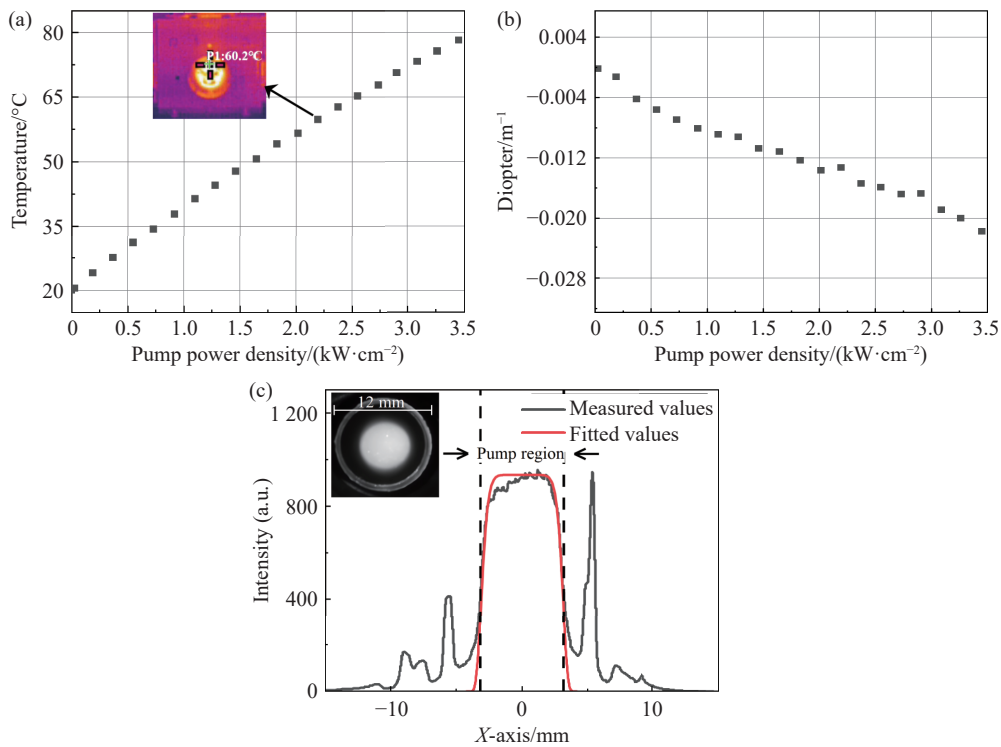 (a)
80
65
50
35
20
Temperature/°C
P1:60.2℃
0
0.5
1.0
1.5
2.0
2.5
3.0
3.5
Pump power density/(kW·cm⁻²)
(b)
0.004
−0.004
−0.012
−0.020
−0.028
Diopter/m⁻¹
0
0.5
1.0
1.5
2.0
2.5
3.0
3.5
Pump power density/(kW·cm⁻²)
(c)
1 200
800
400
0
Intensity (a.u.)
12 mm
Measured values
Fitted values
Pump region
−10
0
10
X-axis/mm